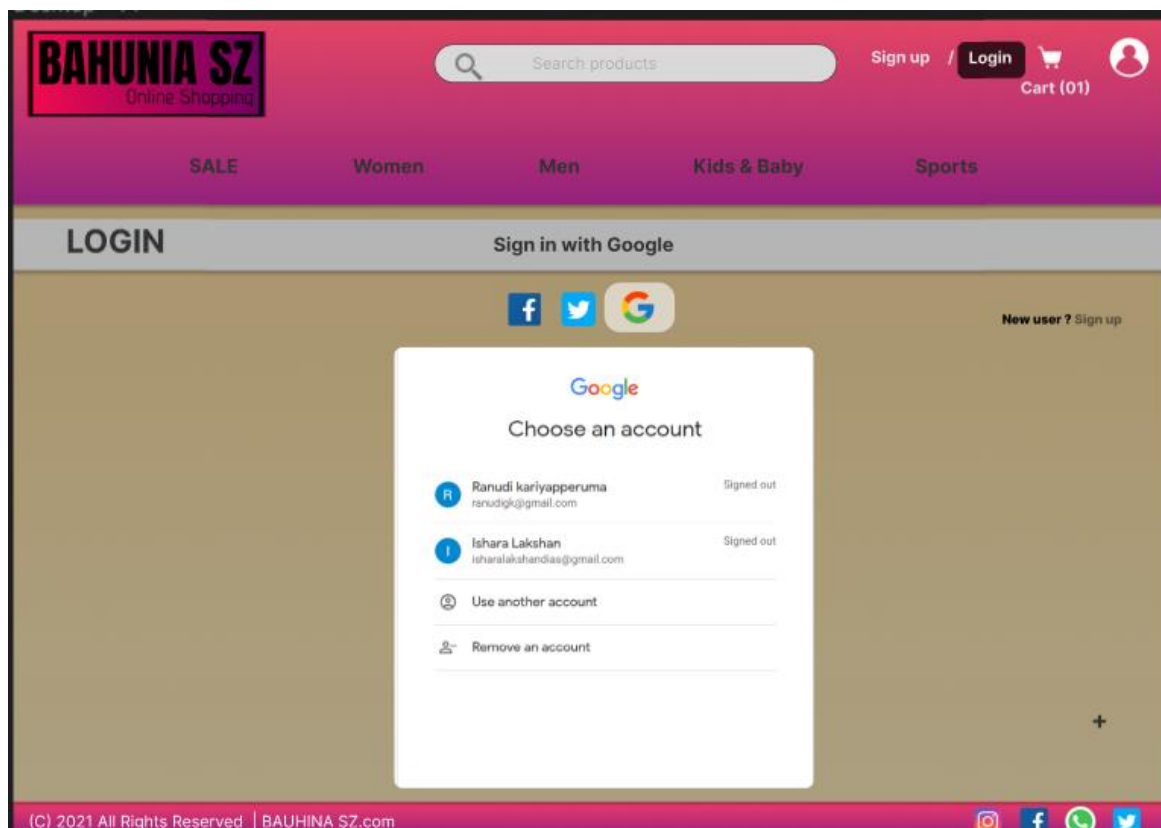 BAHUNIA SZ
Online Shopping
Search products
Sign up / Login
Cart (01)
SALE Women Men Kids & Baby Sports
LOGIN
Sign in with Google
New user ? Sign up
Google
Choose an account
R Ranudi kariyapperuma Signed out
ranudigk@gmail.com
I Ishara Lakshan Signed out
isharalakshandias@gmail.com
Use another account
Remove an account
(C) 2021 All Rights Reserved | BAUHINA SZ.com